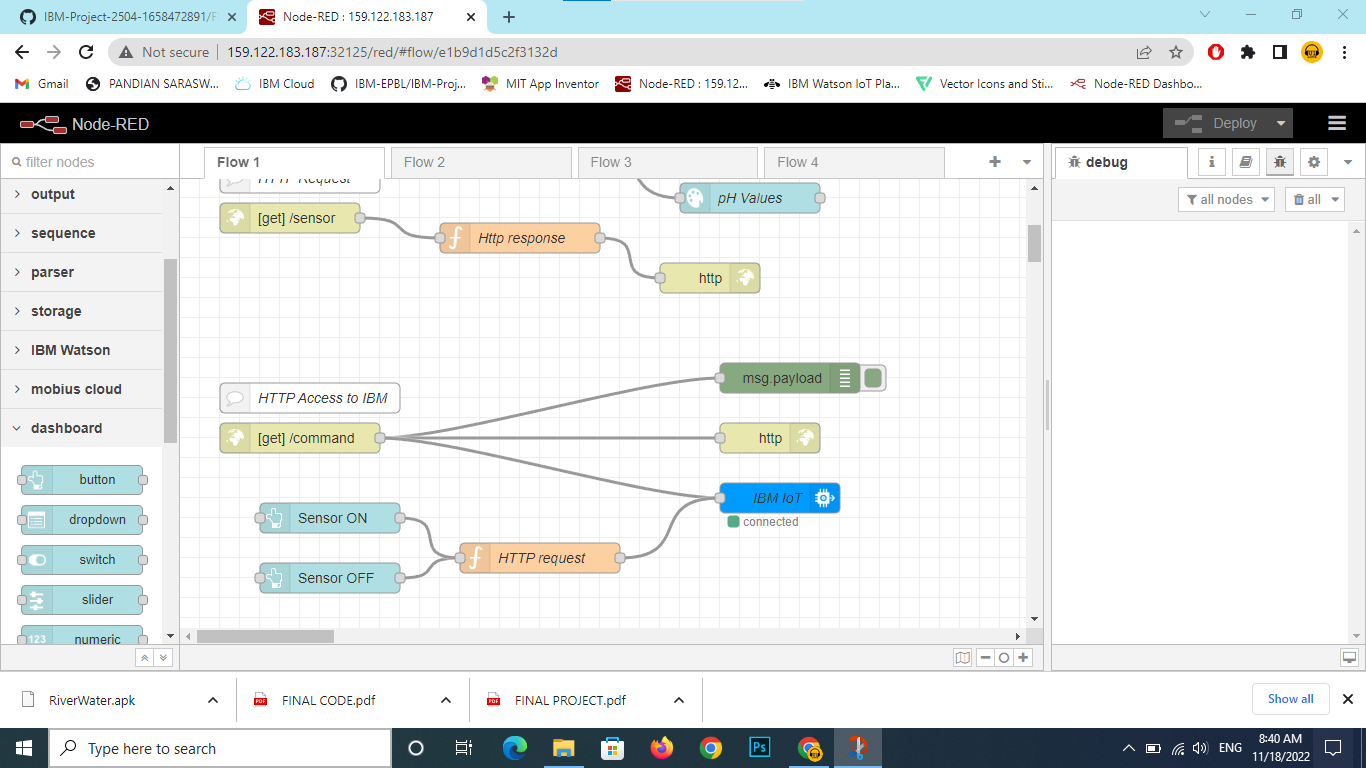 IBM-Project-2504-1658472891/F
Node-RED : 159.122.183.187
Not secure
159.122.183.187:32125/red/#flow/e1b9d1d5c2f3132d
Gmail
PANDIAN SARASW...
IBM Cloud
IBM-EPBL/IBM-Proj...
MIT App Inventor
Node-RED : 159.12...
IBM Watson IoT Pla...
Vector Icons and Sti...
Node-RED Dashbo...
Node-RED
Deploy
filter nodes
Flow 1
Flow 2
Flow 3
Flow 4
debug
all nodes
all
output
sequence
parser
storage
IBM Watson
mobius cloud
dashboard
button
dropdown
switch
slider
123 numeric
HTTP Request
[get] /sensor
Http response
http
pH Values
HTTP Access to IBM
[get] /command
msg.payload
http
IBM IoT
connected
Sensor ON
Sensor OFF
HTTP request
RiverWater.apk
FINAL CODE.pdf
FINAL PROJECT.pdf
Show all
Type here to search
Ps
ENG
8:40 AM
11/18/2022